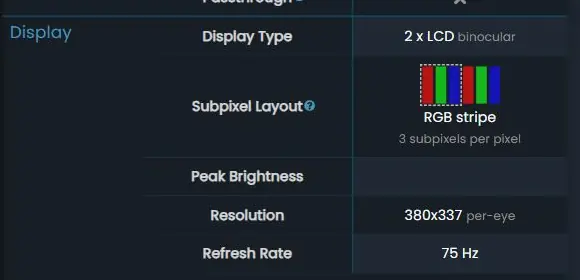 Passthrough
Display
Display Type
2 x LCD binocular
Subpixel Layout?
RGB stripe
3 subpixels per pixel
Peak Brightness
Resolution
380x337 per-eye
Refresh Rate
75 Hz